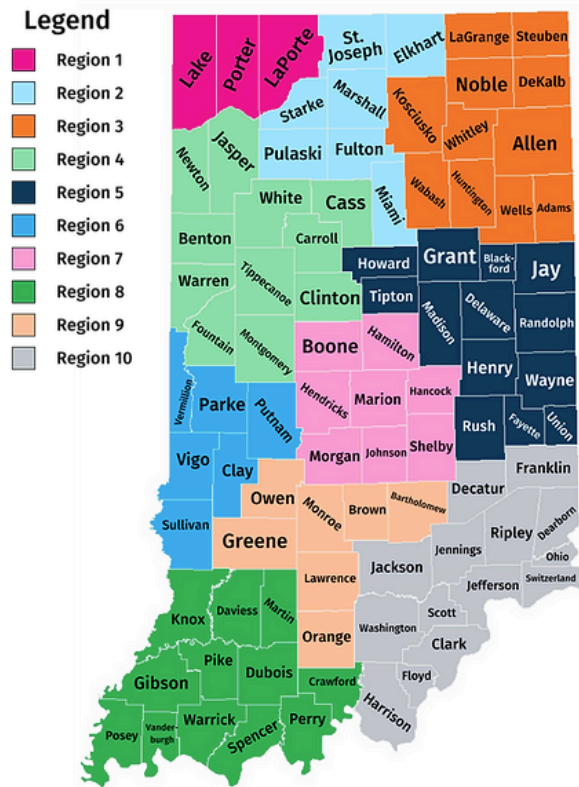 Legend
Region 1
Region 2
Region 3
Region 4
Region 5
Region 6
Region 7
Region 8
Region 9
Region 10
Lake
Porter
LaPorte
St.
Joseph
Elkhart
LaGrange
Steuben
Noble
DeKalb
Starke
Marshall
Kosciusko
Whitley
Allen
Newton
Jasper
Pulaski
Fulton
Miami
Wabash
Huntington
Wells
Adams
White
Cass
Benton
Carroll
Howard
Grant
Black-
ford
Jay
Warren
Tippecanoe
Clinton
Tipton
Madison
Delaware
Randolph
Fountain
Montgomery
Boone
Hamilton
Henry
Wayne
Vermillion
Parke
Putnam
Hendricks
Marion
Hancock
Rush
Fayette
Union
Vigo
Clay
Morgan
Johnson
Shelby
Decatur
Franklin
Sullivan
Owen
Greene
Monroe
Brown
Bartholomew
Jackson
Jennings
Ripley
Dearborn
Ohio
Switzerland
Jefferson
Knox
Daviess
Martin
Lawrence
Orange
Washington
Scott
Clark
Floyd
Harrison
Gibson
Pike
Dubois
Crawford
Posey
Vander-
burgh
Warrick
Spencer
Perry